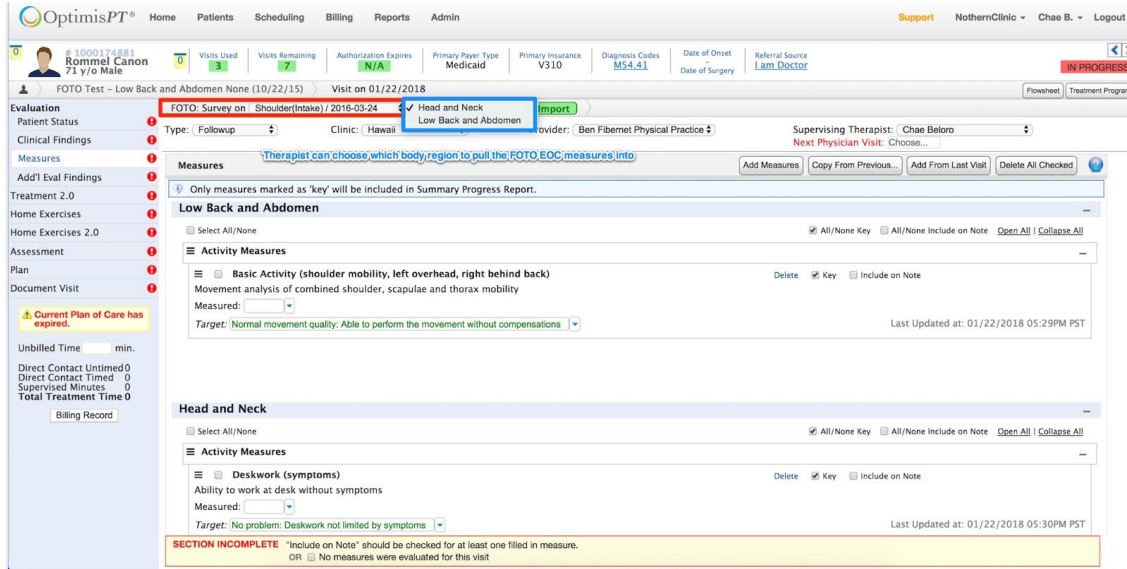 OptimisPT® Home Patients Scheduling Billing Reports Admin Support NothernClinic Chae B. Logout
0 # 1000174881
Rommel Canon
71 y/o Male
0 Visits Used 3 Visits Remaining 7 Authorization Expires N/A Primary Payer Type Medicaid Primary Insurance V310 Diagnosis Codes M54.41 Date of Onset - Date of Surgery Referral Source I am Doctor
IN PROGRESS
FOTO Test - Low Back and Abdomen None (10/22/15) Visit on 01/22/2018 Flowsheet
Evaluation
Patient Status
Clinical Findings
Measures
Add'l Eval Findings
Treatment 2.0
Home Exercises
Home Exercises 2.0
Assessment
Plan
Document Visit
Current Plan of Care has
expired.
Unbilled Time min.
Direct Contact Untimed 0
Direct Contact Timed 0
Supervised Minutes 0
Total Treatment Time 0
Billing Record
FOTO: Survey on Shoulder(Intake) / 2016-03-24 ✓ Head and Neck Import
Low Back and Abdomen
Type: Followup Clinic: Hawaii Ben Fibernet Physical Practice Supervising Therapist: Chae Beloro
Next Physician Visit: Choose...
Therapist can choose which body region to pull the FOTO EOC measures into
Measures Add Measures Copy From Previous... Add From Last Visit Delete All Checked
Only measures marked as 'key' will be included in Summary Progress Report.
Low Back and Abdomen
Select All/None All/None Key All/None Include on Note Open All | Collapse All
Activity Measures
Basic Activity (shoulder mobility, left overhead, right behind back) Delete Key Include on Note
Movement analysis of combined shoulder, scapulae and thorax mobility
Measured:
Target: Normal movement quality: Able to perform the movement without compensations Last Updated at: 01/22/2018 05:29PM PST
Head and Neck
Select All/None All/None Key All/None Include on Note Open All | Collapse All
Activity Measures
Deskwork (symptoms) Delete Key Include on Note
Ability to work at desk without symptoms
Measured:
Target: No problem: Deskwork not limited by symptoms Last Updated at: 01/22/2018 05:30PM PST
SECTION INCOMPLETE "Include on Note" should be checked for at least one filled in measure.
OR No measures were evaluated for this visit